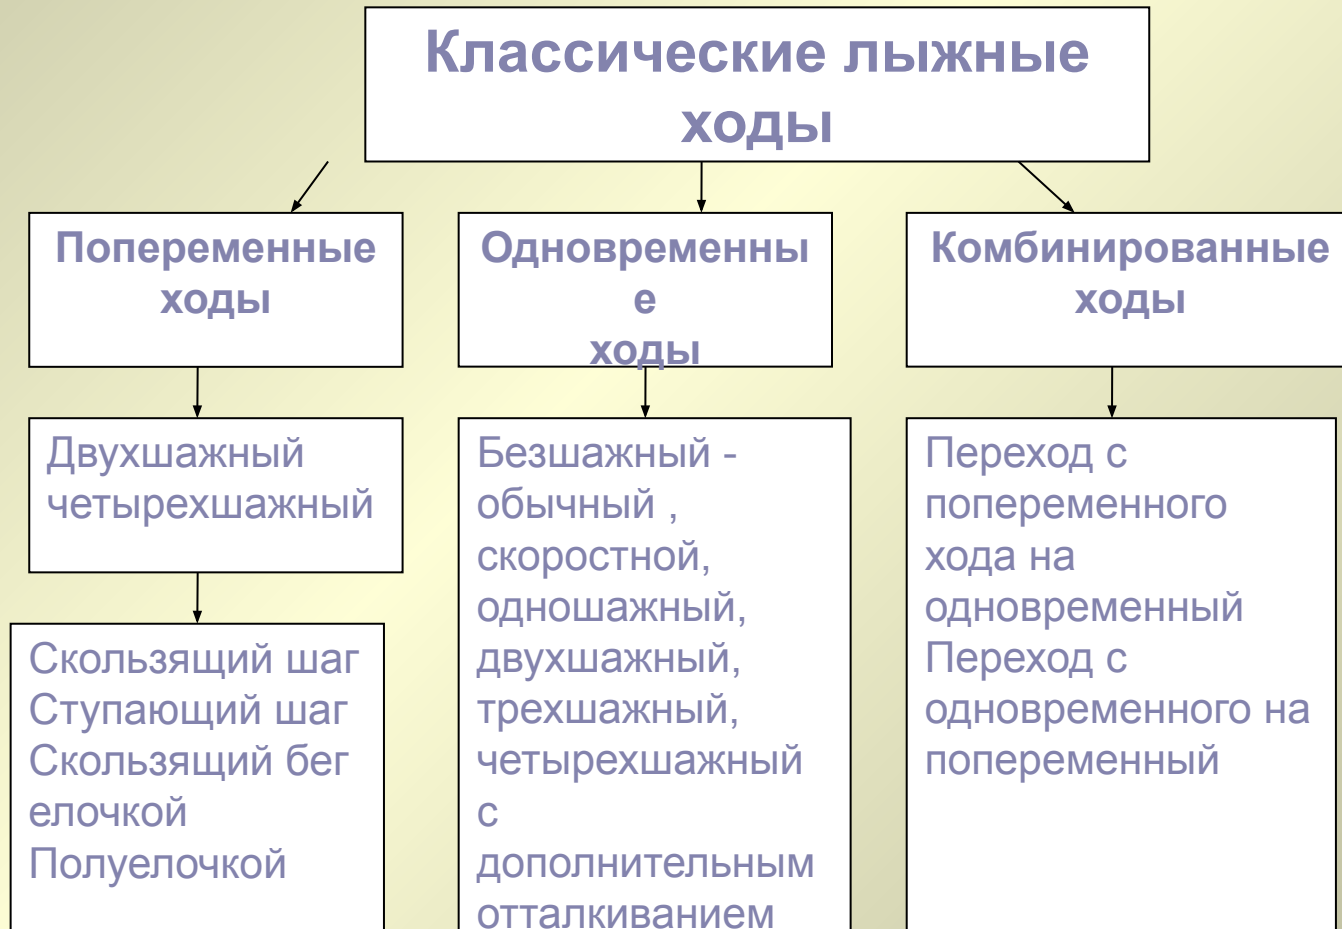 Классические лыжные
ходы
Попеременные
ходы
Одновременны
е
ходы
Комбинированные
ходы
Двухшажный
четырехшажный
Скользящий шаг
Ступающий шаг
Скользящий бег
елочкой
Полуелочкой
Безшажный -
обычный ,
скоростной,
одношажный,
двухшажный,
трехшажный,
четырехшажный
с
дополнительным
отталкиванием
Переход с
попеременного
хода на
одновременный
Переход с
одновременного на
попеременный